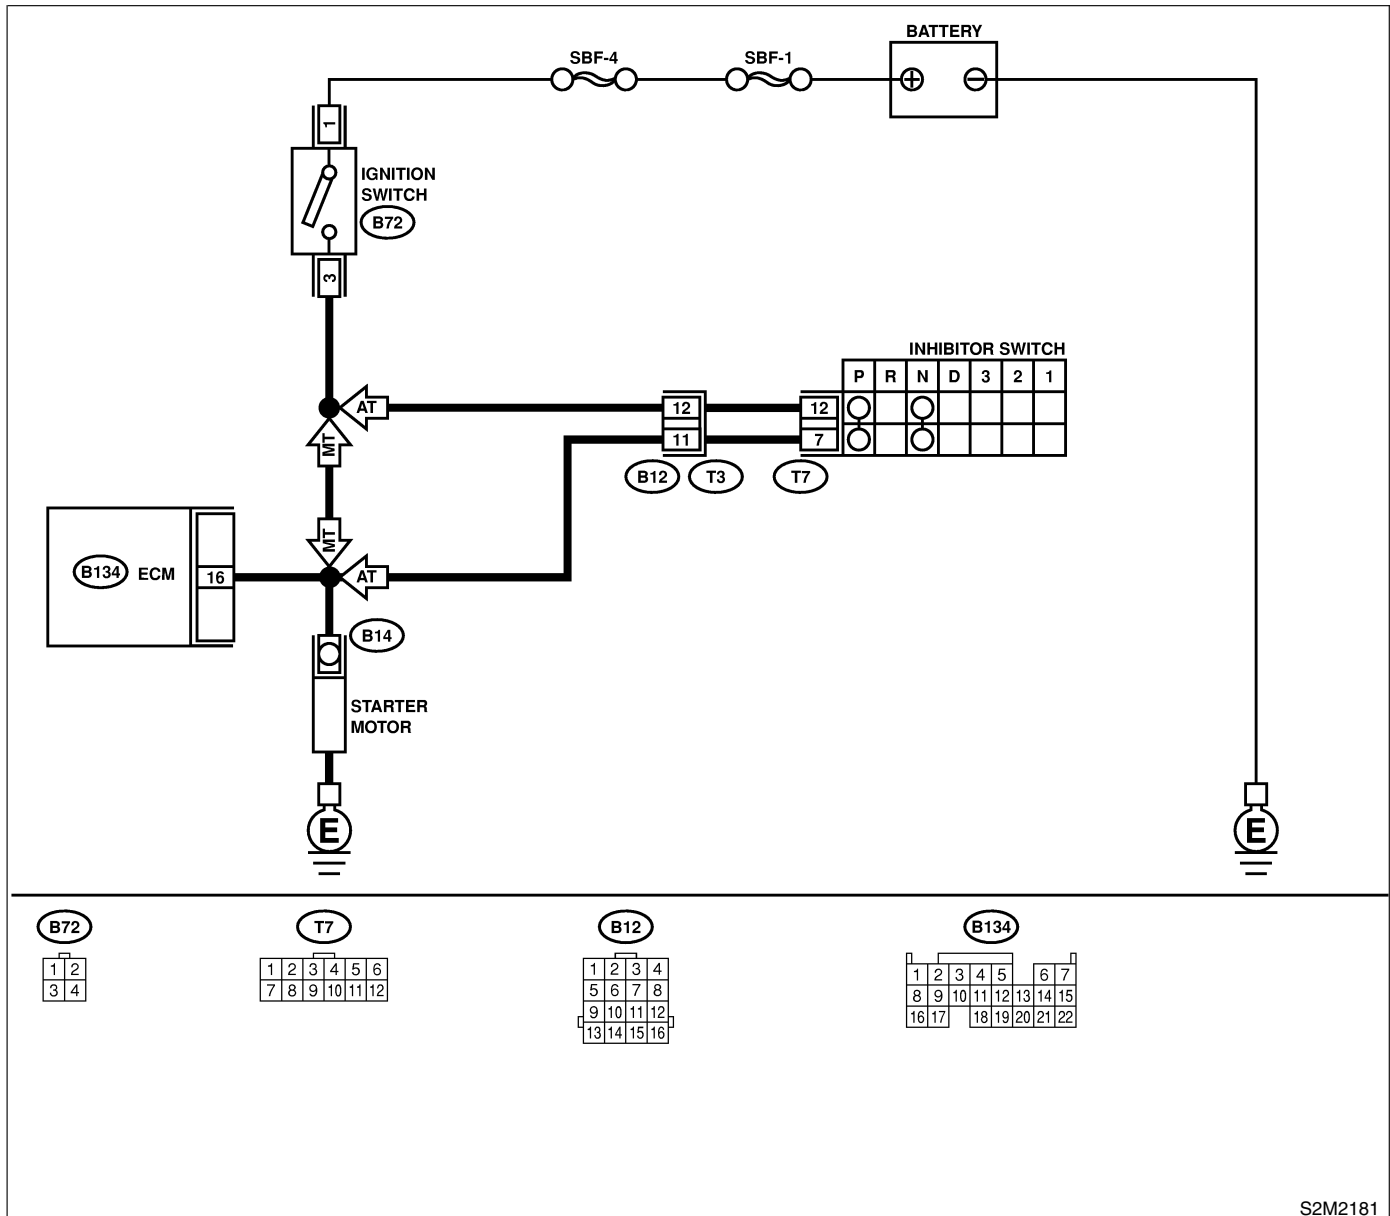 BATTERY
SBF-4 SBF-1
1
IGNITION
SWITCH
B72
3
INHIBITOR SWITCH
P R N D 3 2 1
AT 12 12
11 7
MT
B12 T3 T7
MT
B134 ECM 16 AT
B14
STARTER
MOTOR
E E
B72 T7 B12 B134
1 2
3 4
1 2 3 4 5 6
7 8 9 10 11 12
1 2 3 4
5 6 7 8
9 10 11 12
13 14 15 16
1 2 3 4 5 6 7
8 9 10 11 12 13 14 15
16 17 18 19 20 21 22
S2M2181